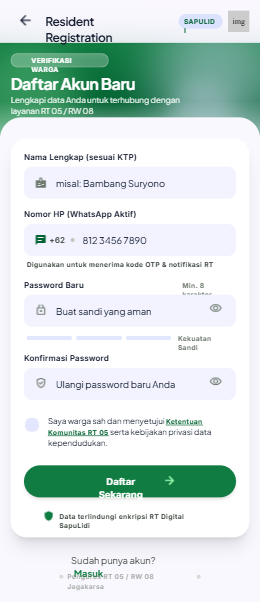 Resident
Registration
SAPULID
I
img
VERIFIKASI
WARGA
Daftar Akun Baru
Lengkapi data Anda untuk terhubung dengan
layanan RT 05 / RW 08
Nama Lengkap (sesuai KTP)
misal: Bambang Suryono
Nomor HP (WhatsApp Aktif)
+62 812 3456 7890
Digunakan untuk menerima kode OTP & notifikasi RT
Password Baru
Min. 8
karakter
Buat sandi yang aman
Kekuatan
Sandi
Konfirmasi Password
Ulangi password baru Anda
Saya warga sah dan menyetujui Ketentuan
Komunitas RT 05 serta kebijakan privasi data
kependudukan.
Daftar
Sekarang
Data terlindungi enkripsi RT Digital
SapuLidi
Sudah punya akun?
Masuk
RT 05 / RW 08
Jogakarsa